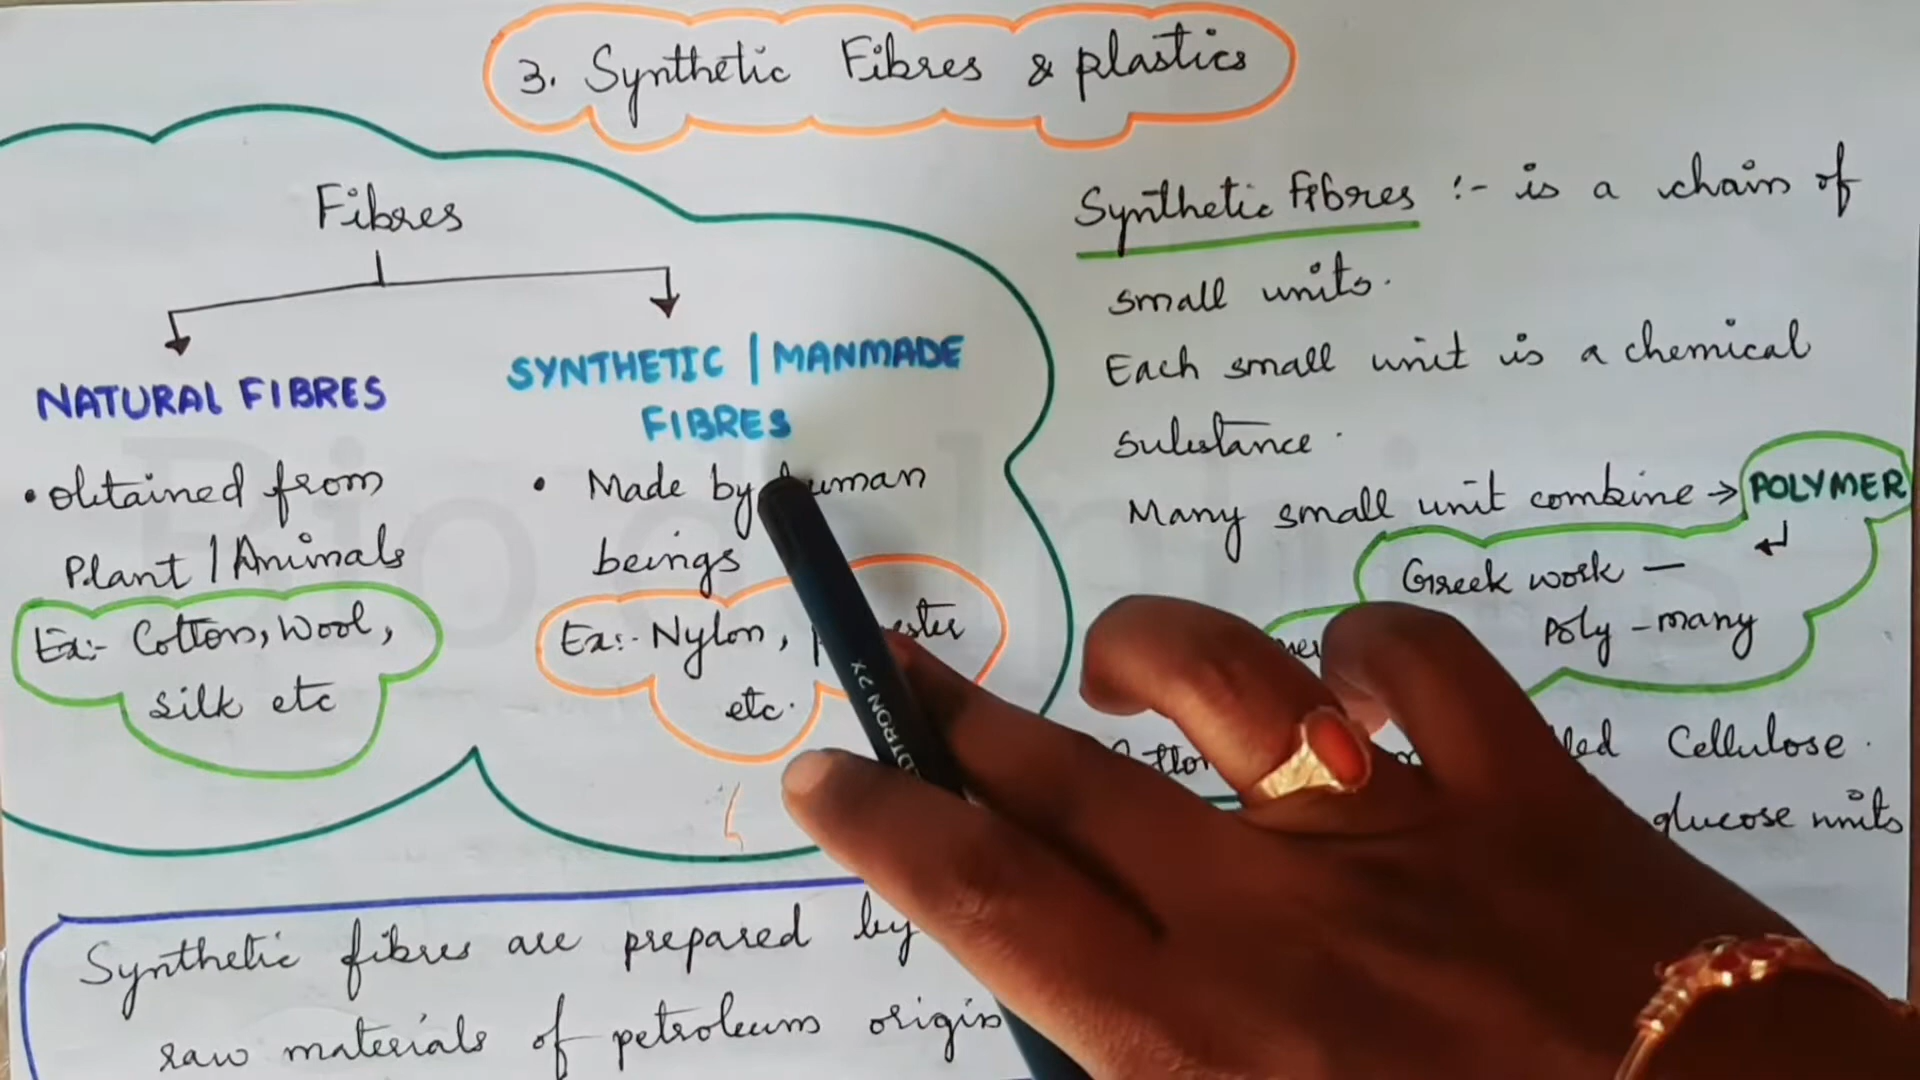 3. Synthetic Fibres & plastics
Fibres
NATURAL FIBRES
• obtained from
Plant / Animals
Ex:- Cotton, Wool,
silk etc
SYNTHETIC | MANMADE
FIBRES
• Made by human
beings
Ex:- Nylon,
etc.
Synthetic Fibres :- is a chain of
small units.
Each small unit is a chemical
substance.
Many small unit combine → POLYMER
Greek work —
Poly - many
Cellulose.
glucose units
Synthetic fibres are prepared by
raw materials of petroleum origin